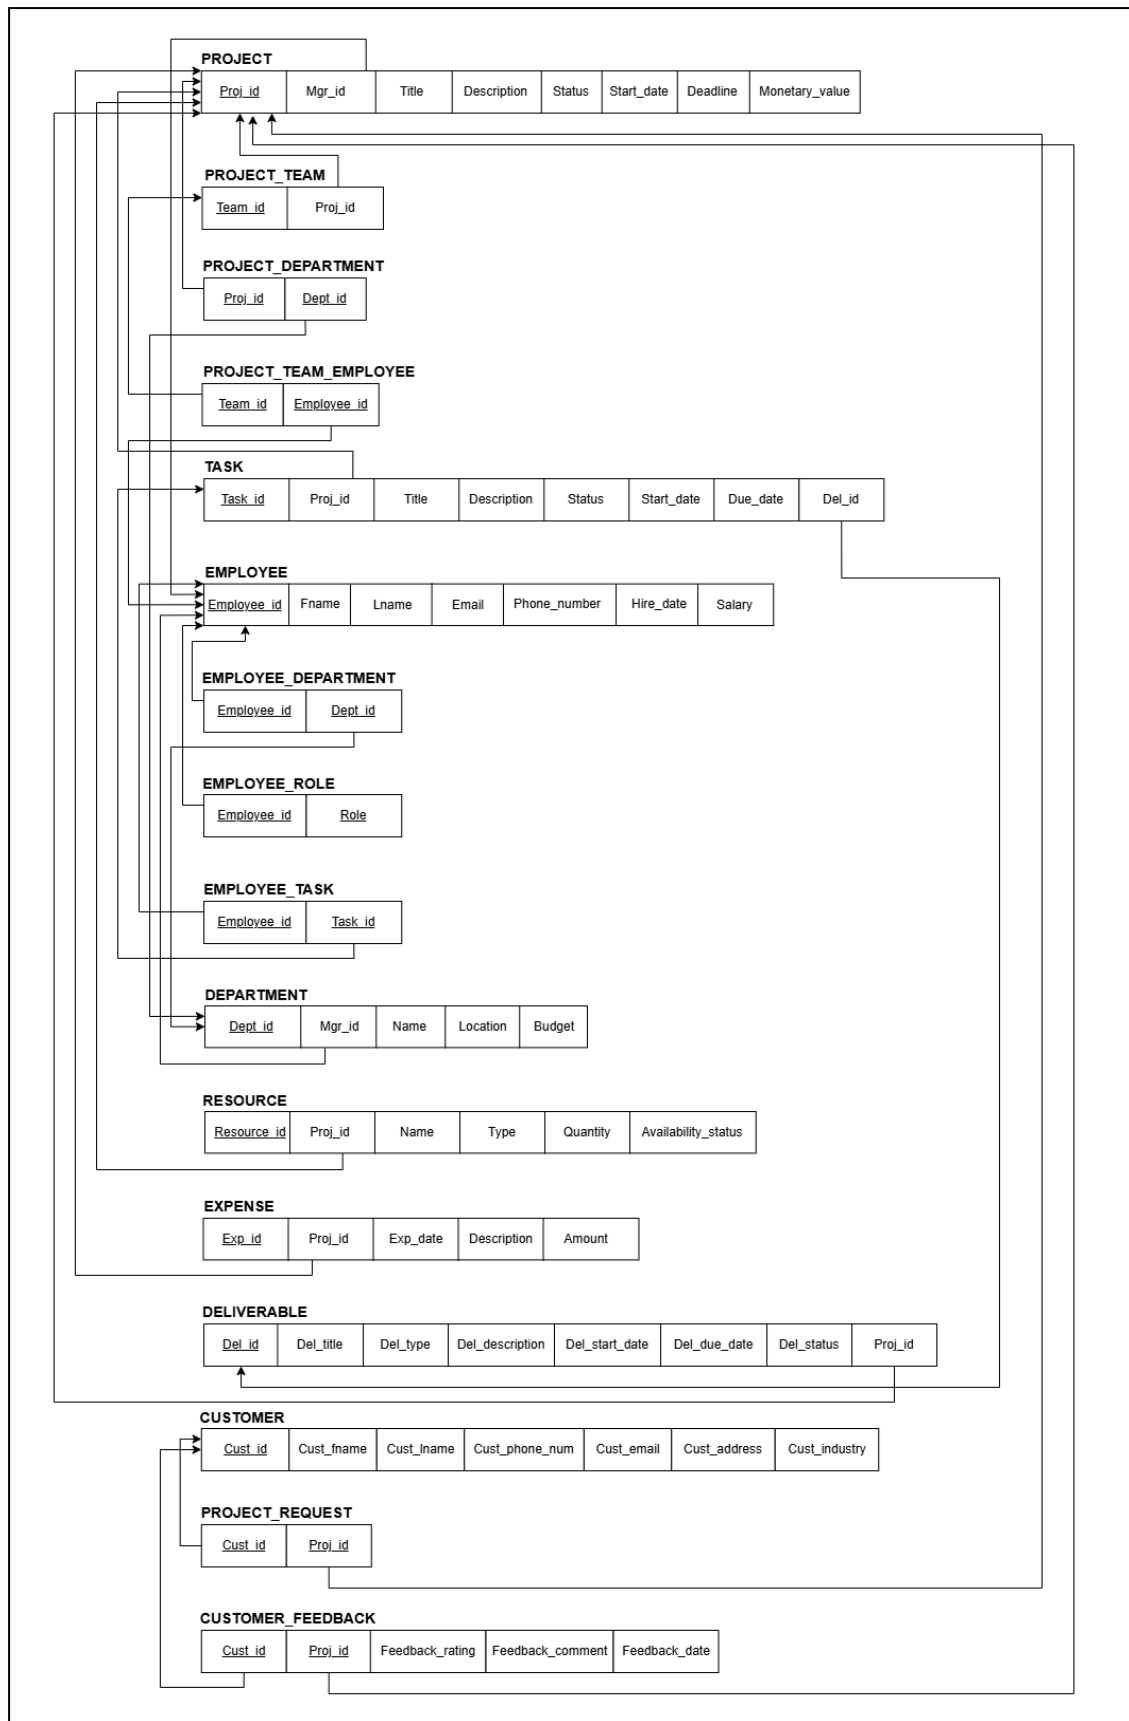 PROJECT
Proj_id Mgr_id Title Description Status Start_date Deadline Monetary_value
PROJECT_TEAM
Team_id Proj_id
PROJECT_DEPARTMENT
Proj_id Dept_id
PROJECT_TEAM_EMPLOYEE
Team_id Employee_id
TASK
Task_id Proj_id Title Description Status Start_date Due_date Del_id
EMPLOYEE
Employee_id Fname Lname Email Phone_number Hire_date Salary
EMPLOYEE_DEPARTMENT
Employee_id Dept_id
EMPLOYEE_ROLE
Employee_id Role
EMPLOYEE_TASK
Employee_id Task_id
DEPARTMENT
Dept_id Mgr_id Name Location Budget
RESOURCE
Resource_id Proj_id Name Type Quantity Availability_status
EXPENSE
Exp_id Proj_id Exp_date Description Amount
DELIVERABLE
Del_id Del_title Del_type Del_description Del_start_date Del_due_date Del_status Proj_id
CUSTOMER
Cust_id Cust_fname Cust_lname Cust_phone_num Cust_email Cust_address Cust_industry
PROJECT_REQUEST
Cust_id Proj_id
CUSTOMER_FEEDBACK
Cust_id Proj_id Feedback_rating Feedback_comment Feedback_date